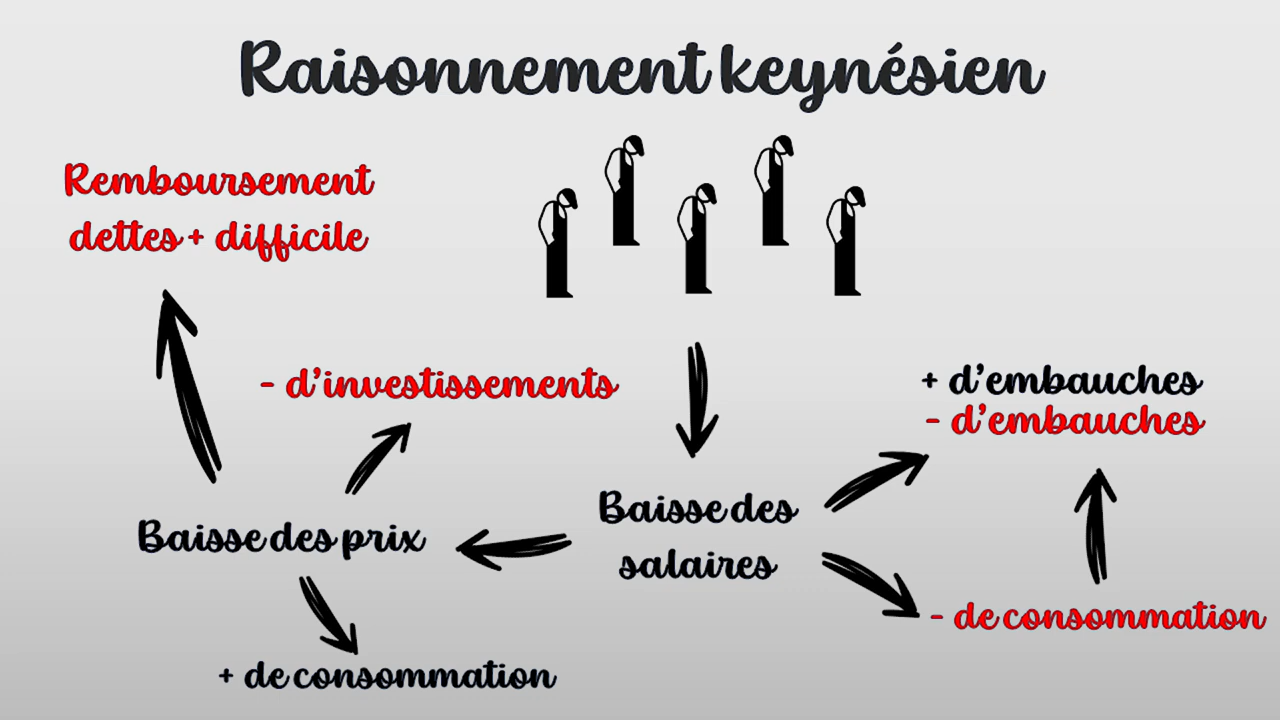 Raisonnement keynésien
Remboursement
dettes + difficile
- d'investissements
+ d'embauches
- d'embauches
Baisse des prix
Baisse des
salaires
- de consommation
+ de consommation